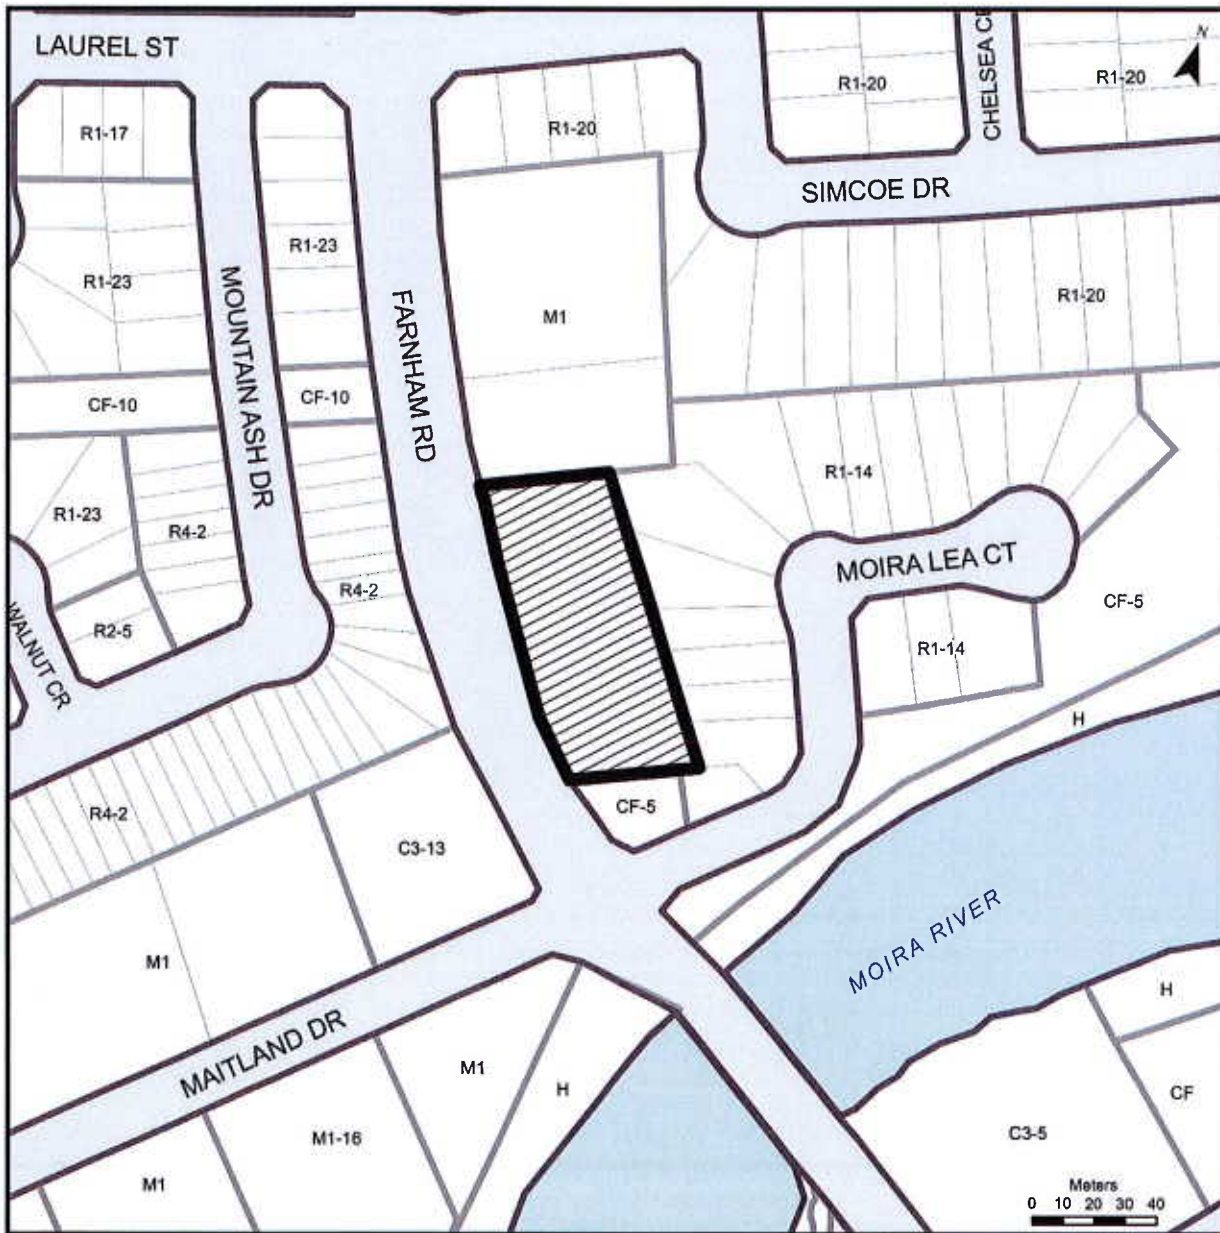 LAUREL ST
CHELSEA
N
R1-20
R1-20
R1-17
R1-20
SIMCOE DR
R1-23
R1-23
R1-20
MOUNTAIN ASH DR
FARNHAM RD
M1
CF-10
CF-10
R1-23
R4-2
R1-14
MOIRA LEA CT
R4-2
CF-5
WALNUT CR
R2-5
R1-14
H
R4-2
CF-5
C3-13
MOIRA RIVER
M1
H
MAITLAND DR
M1
H
CF
M1-16
C3-5
M1
Meters
0 10 20 30 40